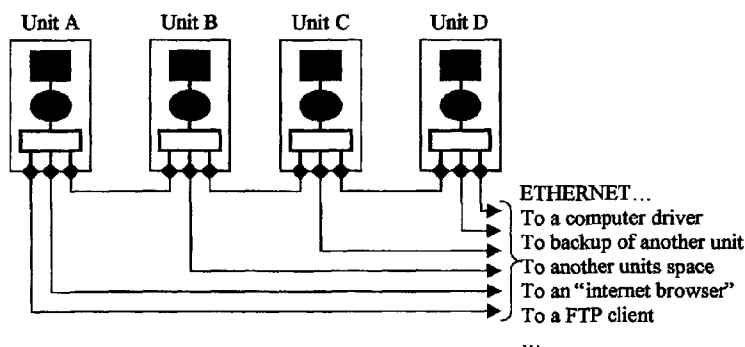 Unit A Unit B Unit C Unit D
ETHERNET...
To a computer driver
To backup of another unit
To another units space
To an “internet browser”
To a FTP client
...